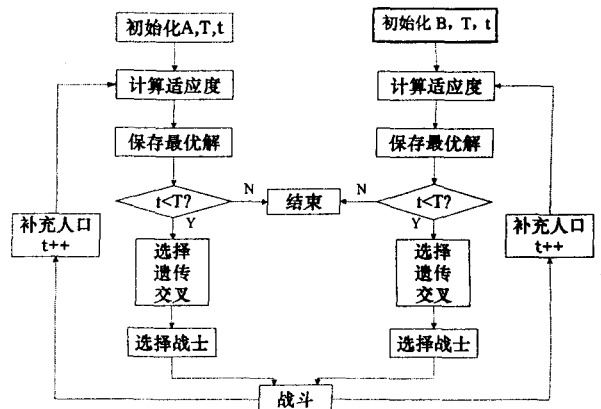 初始化A,T,t
初始化 B，T，t
计算适应度
计算适应度
保存最优解
保存最优解
t<T?
N
结束
N
t<T?
Y
Y
补充人口
t++
选择
遗传
交叉
选择
遗传
交叉
补充人口
t++
选择战士
选择战士
战斗